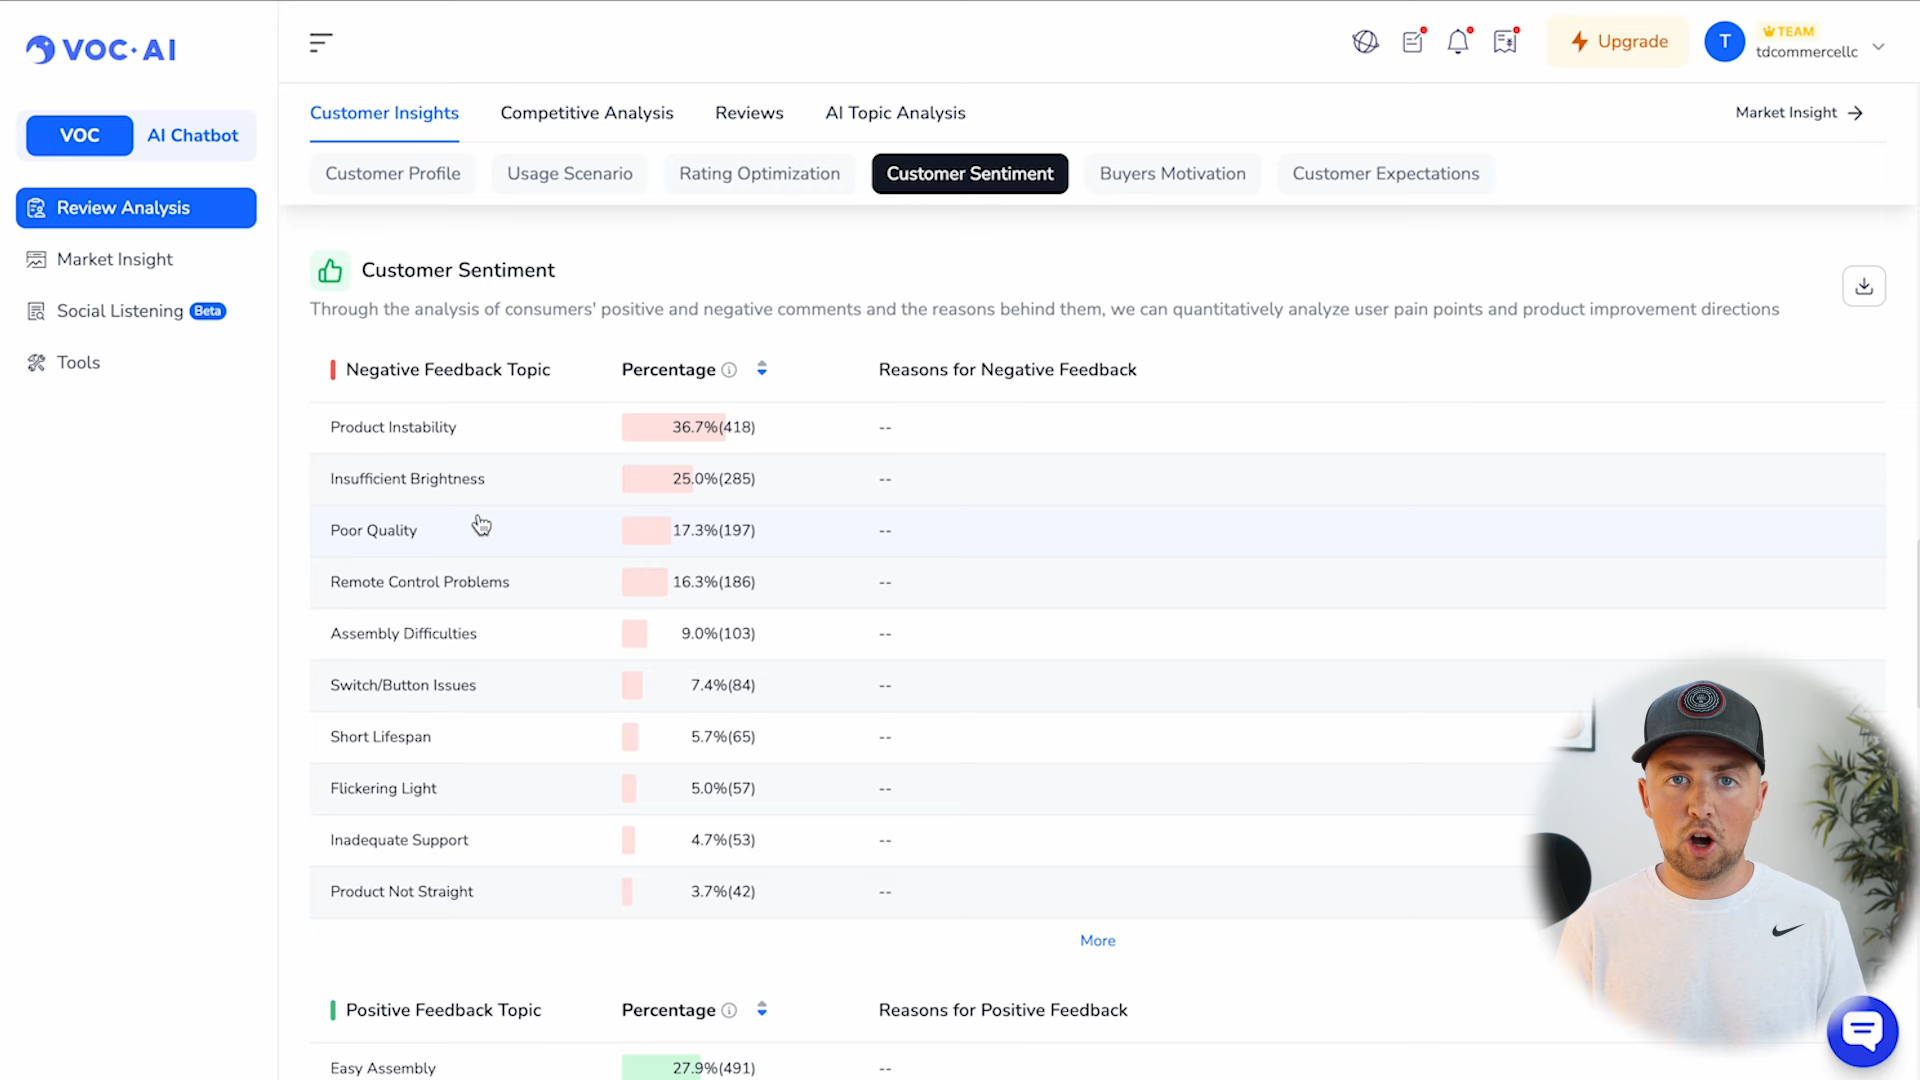 VOC·AI
Upgrade
T
TEAM
tdcommercellc
VOC
AI Chatbot
Review Analysis
Market Insight
Social Listening Beta
Tools
Customer Insights
Competitive Analysis
Reviews
AI Topic Analysis
Market Insight
Customer Profile
Usage Scenario
Rating Optimization
Customer Sentiment
Buyers Motivation
Customer Expectations
Customer Sentiment
Through the analysis of consumers' positive and negative comments and the reasons behind them, we can quantitatively analyze user pain points and product improvement directions
Negative Feedback Topic Percentage Reasons for Negative Feedback
Product Instability 36.7%(418) --
Insufficient Brightness 25.0%(285) --
Poor Quality 17.3%(197) --
Remote Control Problems 16.3%(186) --
Assembly Difficulties 9.0%(103) --
Switch/Button Issues 7.4%(84) --
Short Lifespan 5.7%(65) --
Flickering Light 5.0%(57) --
Inadequate Support 4.7%(53) --
Product Not Straight 3.7%(42) --
More
Positive Feedback Topic Percentage Reasons for Positive Feedback
Easy Assembly 27.9%(491) --